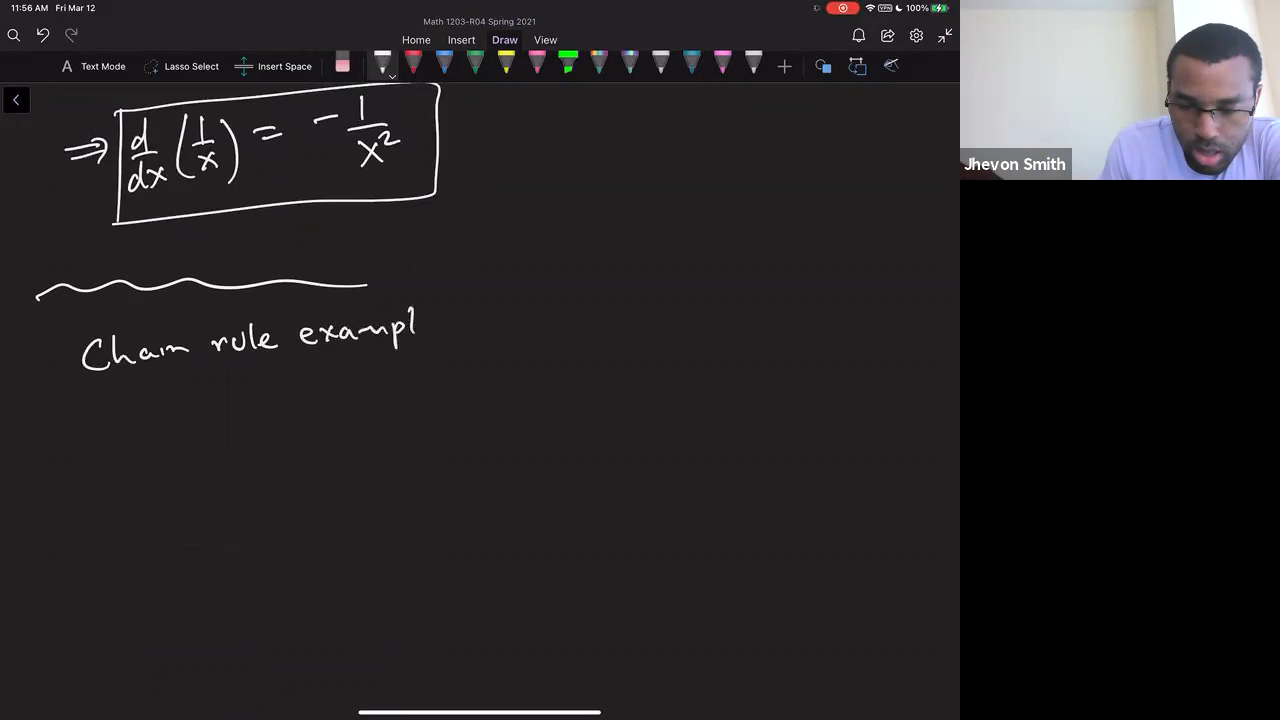 11:56 AM Fri Mar 12
Math 1203-R04 Spring 2021
VPN 100%
Home Insert Draw View
A Text Mode Lasso Select Insert Space
⇒ d/dx (1/x) = - 1/x²
Jhevon Smith
Chain rule exampl